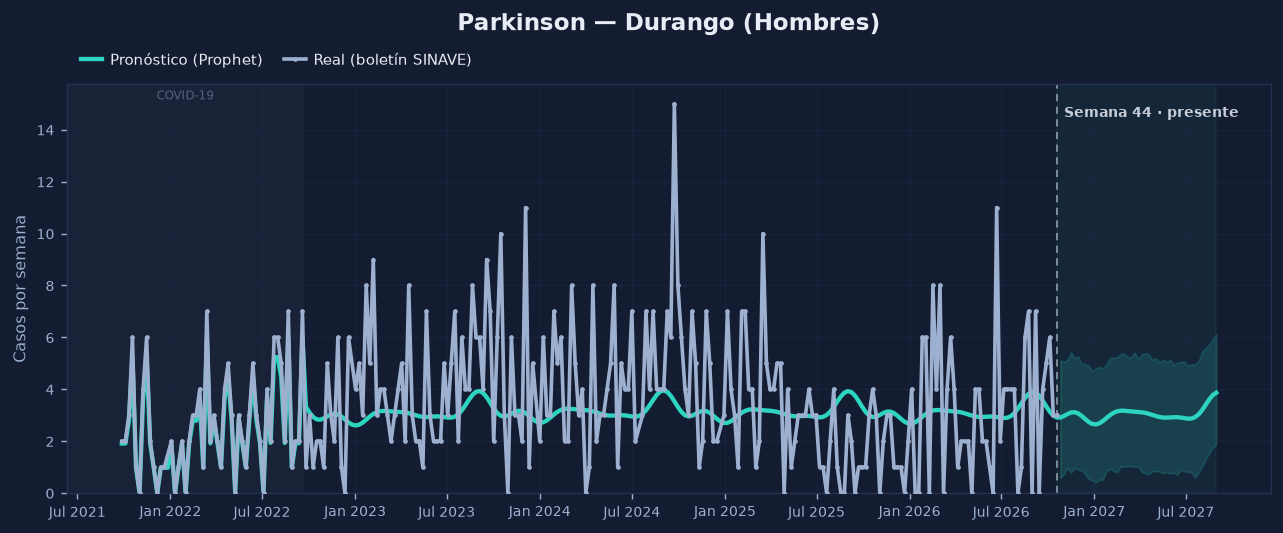 Parkinson — Durango (Hombres)
Pronóstico (Prophet)
Real (boletín SINAVE)
COVID-19
Semana 44 · presente
Casos por semana
14
12
10
8
6
4
2
0
Jul 2021
Jan 2022
Jul 2022
Jan 2023
Jul 2023
Jan 2024
Jul 2024
Jan 2025
Jul 2025
Jan 2026
Jul 2026
Jan 2027
Jul 2027